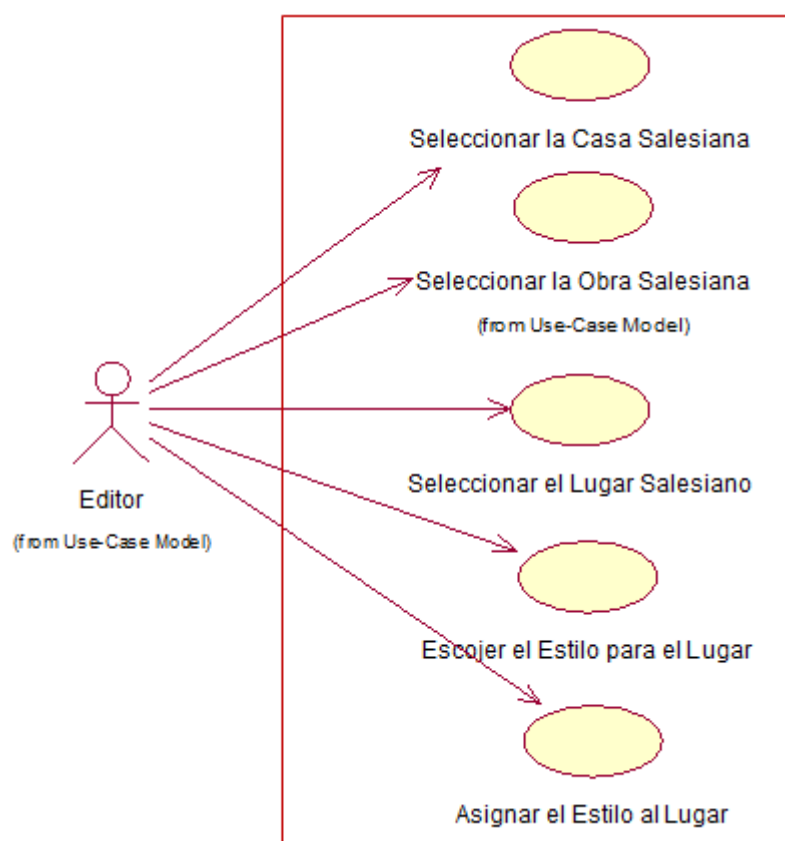 Seleccionar la Casa Salesiana
Seleccionar la Obra Salesiana
(from Use-Case Model)
Editor
(from Use-Case Model)
Seleccionar el Lugar Salesiano
Escojer el Estilo para el Lugar
Asignar el Estilo al Lugar